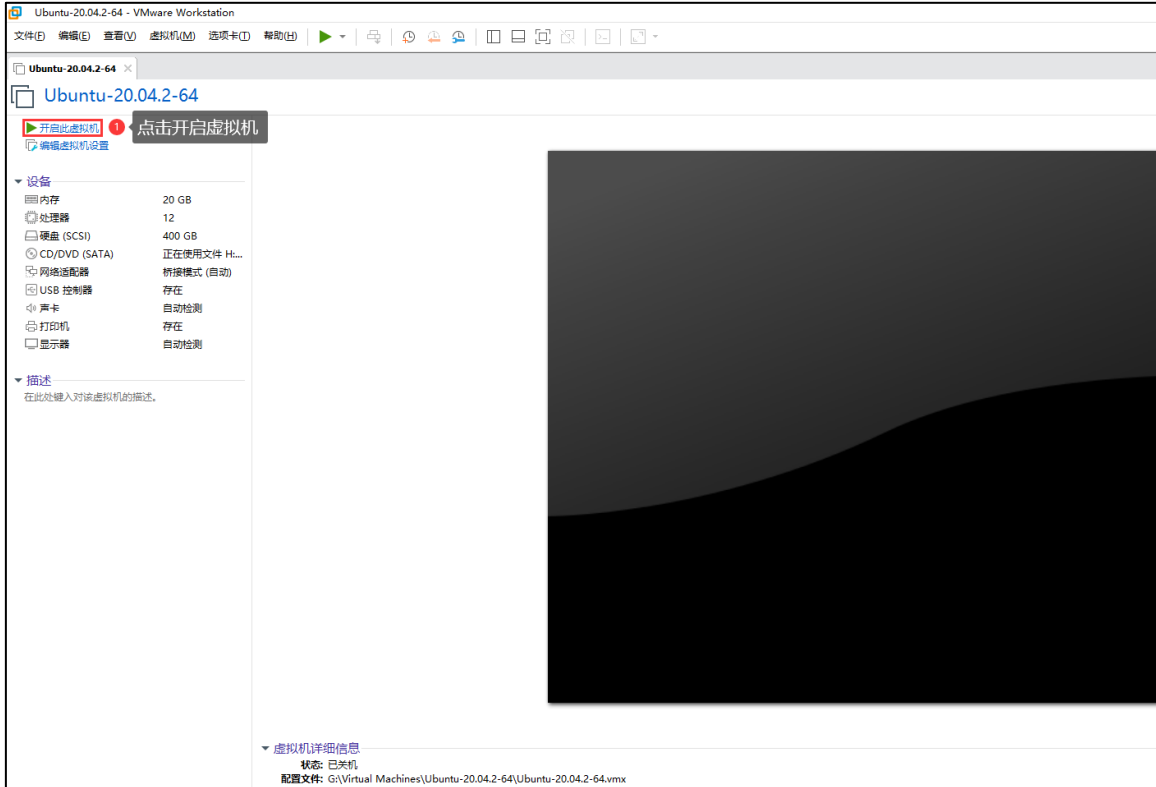 Ubuntu-20.04.2-64 - VMware Workstation
文件(F) 编辑(E) 查看(V) 虚拟机(M) 选项卡(T) 帮助(H)
Ubuntu-20.04.2-64
Ubuntu-20.04.2-64
开启此虚拟机 1 点击开启虚拟机
编辑虚拟机设置
设备
内存 20 GB
处理器 12
硬盘 (SCSI) 400 GB
CD/DVD (SATA) 正在使用文件 H:...
网络适配器 桥接模式 (自动)
USB 控制器 存在
声卡 自动检测
打印机 存在
显示器 自动检测
描述
在此处键入对该虚拟机的描述。
虚拟机详细信息
状态: 已关机
配置文件: G:\Virtual Machines\Ubuntu-20.04.2-64\Ubuntu-20.04.2-64.vmx